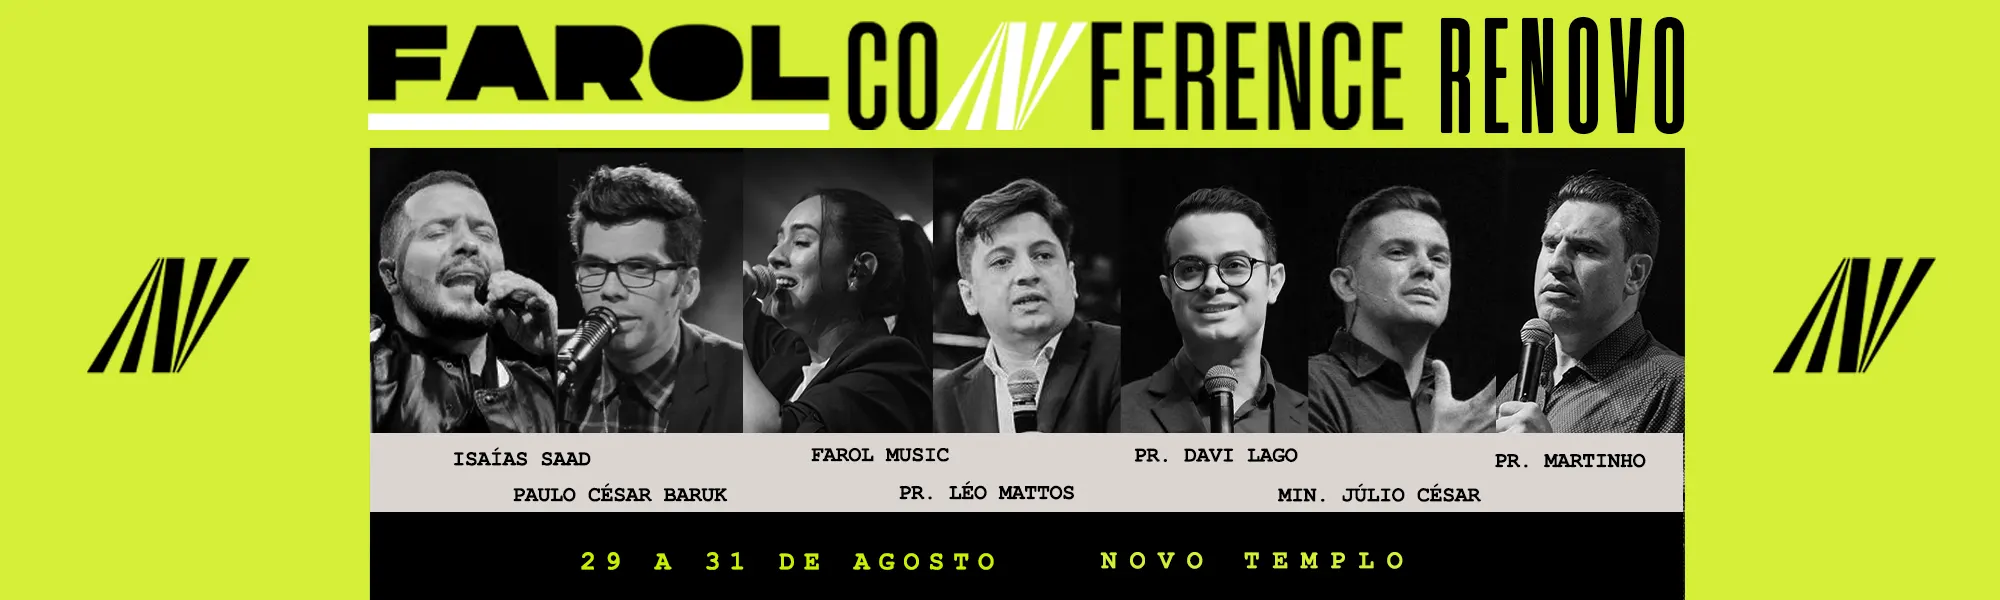 FAROL CONFERENCE RENOVO
ISAÍAS SAAD
FAROL MUSIC
PR. DAVI LAGO
PR. MARTINHO
PAULO CÉSAR BARUK
PR. LÉO MATTOS
MIN. JÚLIO CÉSAR
29 A 31 DE AGOSTO NOVO TEMPLO